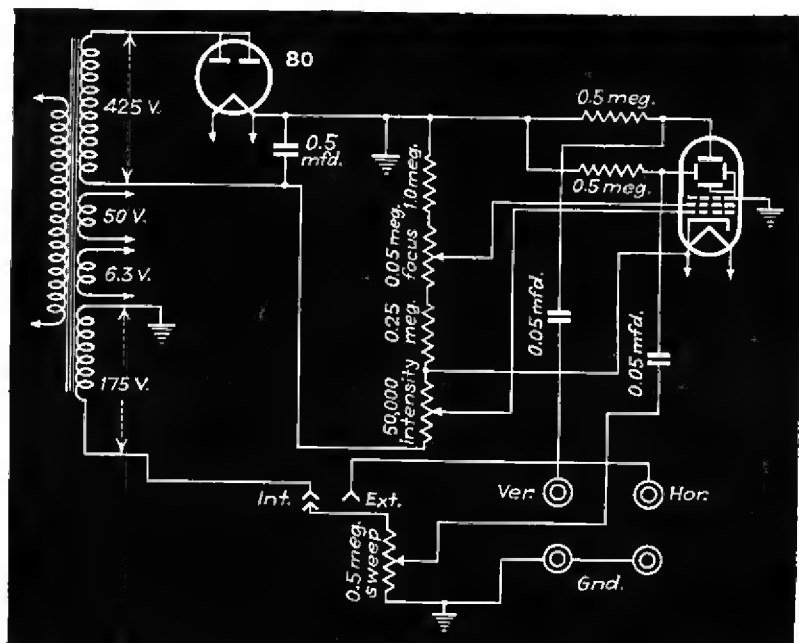 80
425 V.
0.5
mfd.
0.5 meg.
0.5 meg.
1.0 meg.
50 V.
0.05 meg.
focus
6.3 V.
0.25
meg.
0.05 mfd.
0.05 mfd.
175 V.
50,000
intensity
Int.
Ext.
Ver.
Hor.
0.5 meg.
sweep
Gnd.